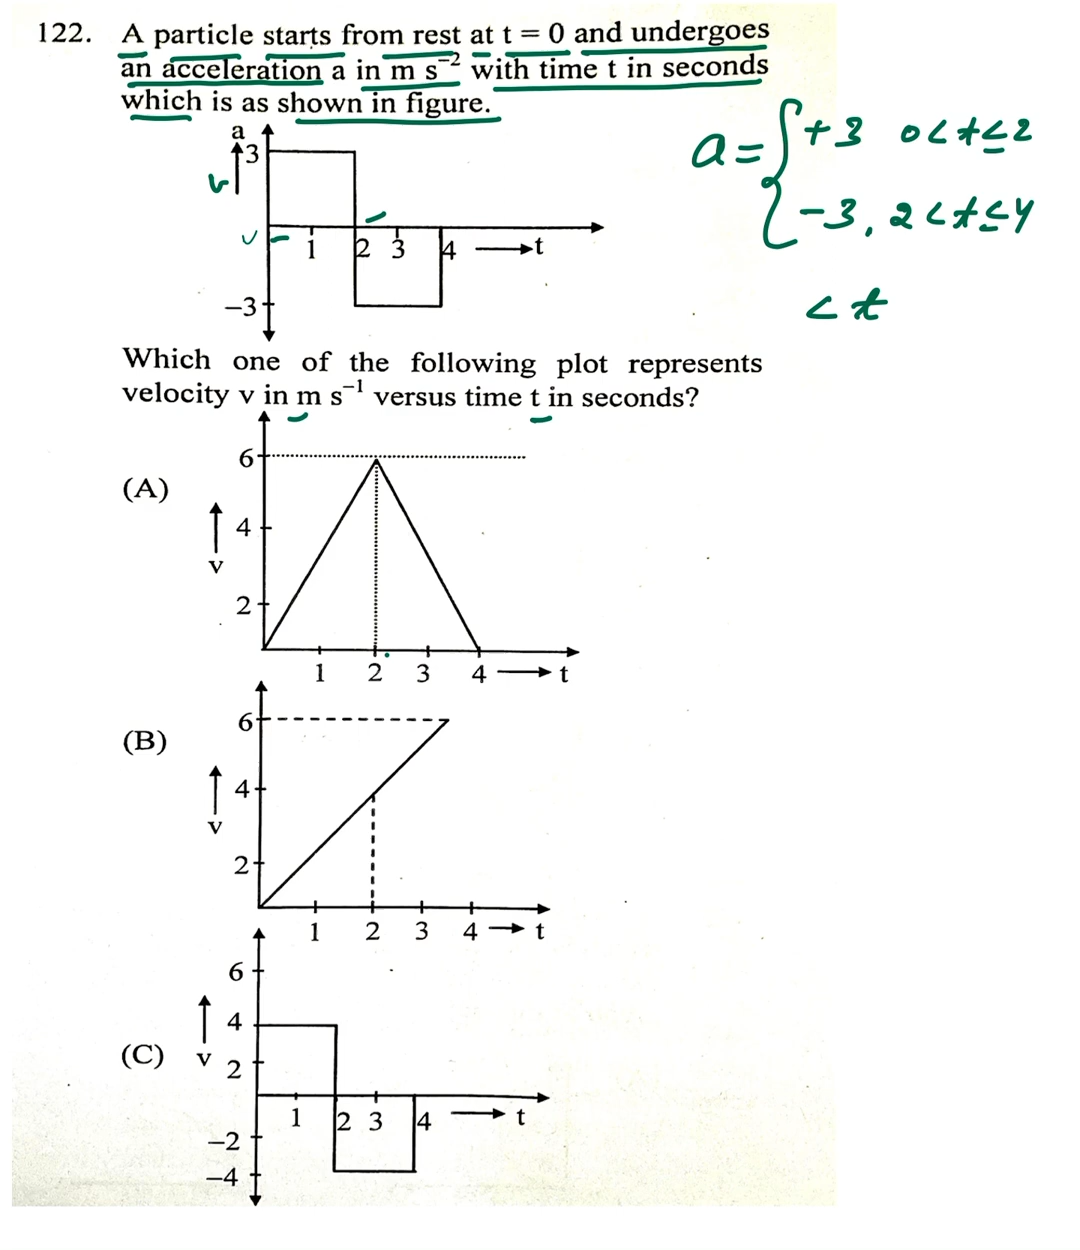 122. A particle starts from rest at t = 0 and undergoes
an acceleration a in m s⁻² with time t in seconds
which is as shown in figure.
a
3
v
1 2 3 4 t
−3
a = { +3 0 < t ≤ 2
−3, 2 < t ≤ 4
< t
Which one of the following plot represents
velocity v in m s⁻¹ versus time t in seconds?
(A)
6
4
v
2
1 2 3 4 t
(B)
6
4
v
2
1 2 3 4 t
(C)
6
4
v
2
1 2 3 4 t
−2
−4